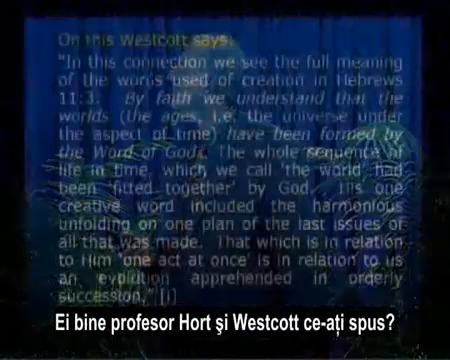 On this Westcott says:
"In this connection we see the full meaning
of the words used of creation in Hebrews
11:3. By faith we understand that the
worlds (the ages, i.e. the universe under
the aspect of time) have been formed by
the Word of God. The whole sequence of
life in time, which we call 'the world' had
been 'fitted together' by God. His one
creative word included the harmonious
unfolding on one plan of the last issues of
all that was made. That which is in relation
to Him 'one act at once' is in relation to us
an evolution apprehended in orderly
succession." [i]
Ei bine profesor Hort şi Westcott ce-aţi spus?